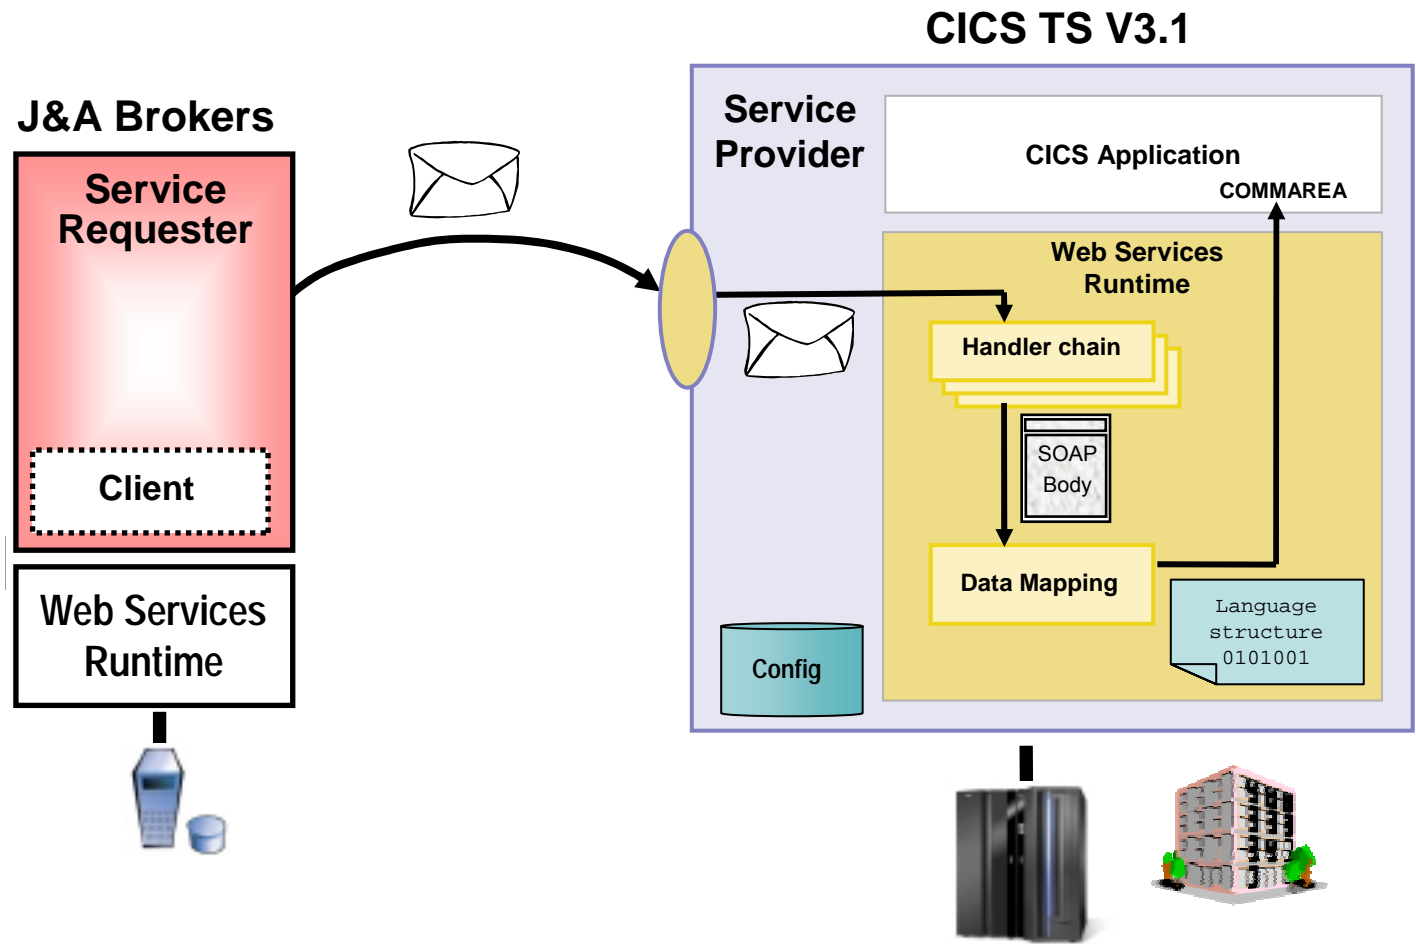 CICS TS V3.1
J&A Brokers
Service
Requester
Client
Web Services
Runtime
Service
Provider
CICS Application
COMMAREA
Web Services
Runtime
Handler chain
SOAP
Body
Data Mapping
Language
structure
0101001
Config